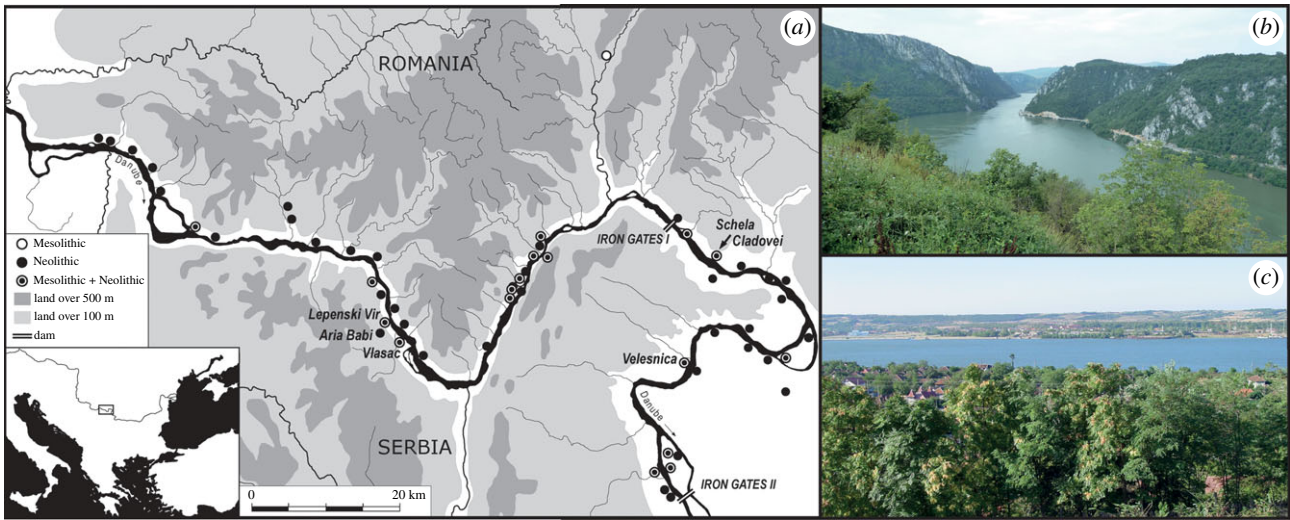 (a)
ROMANIA
Danube
IRON GATES I
Schela
Cladovei
Mesolithic
Neolithic
Mesolithic + Neolithic
land over 500 m
land over 100 m
dam
Lepenski Vir
Aria Babi
Vlasac
Velesnica
Danube
SERBIA
0 20 km
IRON GATES II
(b)
(c)